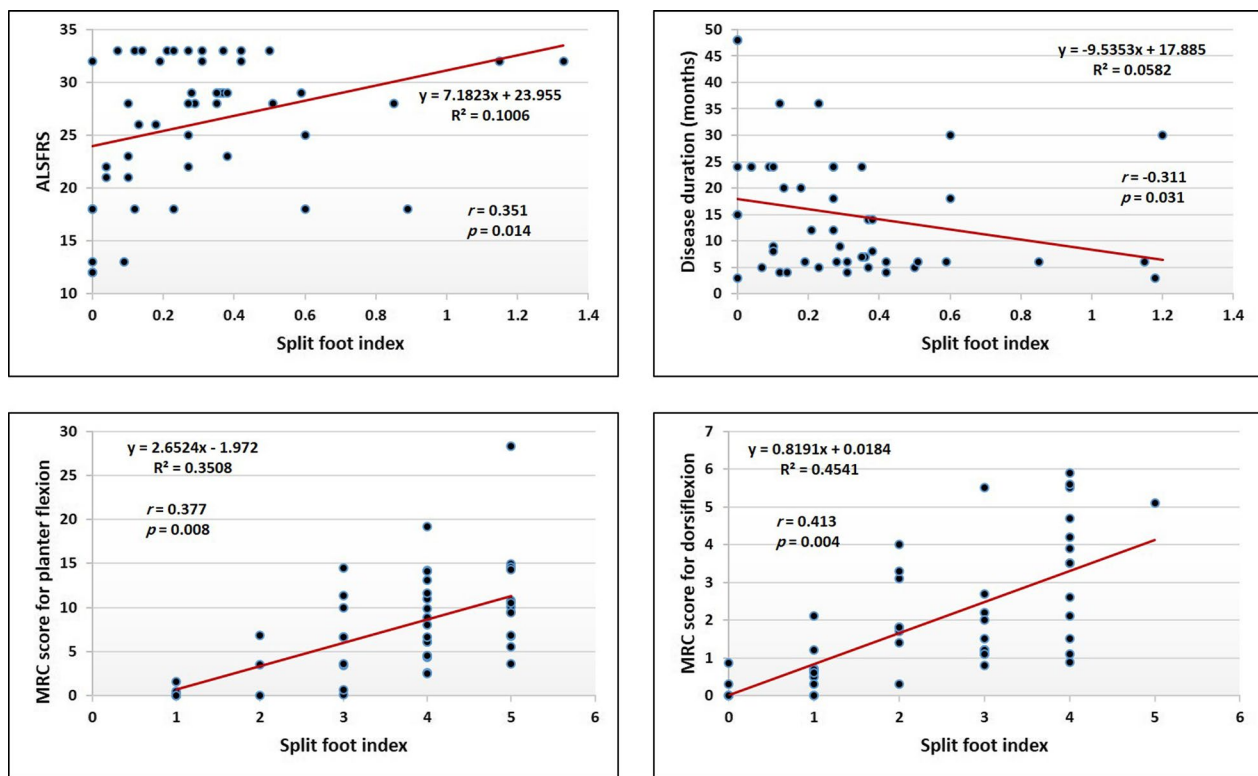 35
30
25
20
15
10
ALSFRS
y = 7.1823x + 23.955
R² = 0.1006
r = 0.351
p = 0.014
0 0.2 0.4 0.6 0.8 1 1.2 1.4
Split foot index
50
45
40
35
30
25
20
15
10
5
0
Disease duration (months)
y = -9.5353x + 17.885
R² = 0.0582
r = -0.311
p = 0.031
0 0.2 0.4 0.6 0.8 1 1.2 1.4
Split foot index
30
25
20
15
10
5
0
MRC score for planter flexion
y = 2.6524x - 1.972
R² = 0.3508
r = 0.377
p = 0.008
0 1 2 3 4 5 6
Split foot index
7
6
5
4
3
2
1
0
MRC score for dorsiflexion
y = 0.8191x + 0.0184
R² = 0.4541
r = 0.413
p = 0.004
0 1 2 3 4 5 6
Split foot index